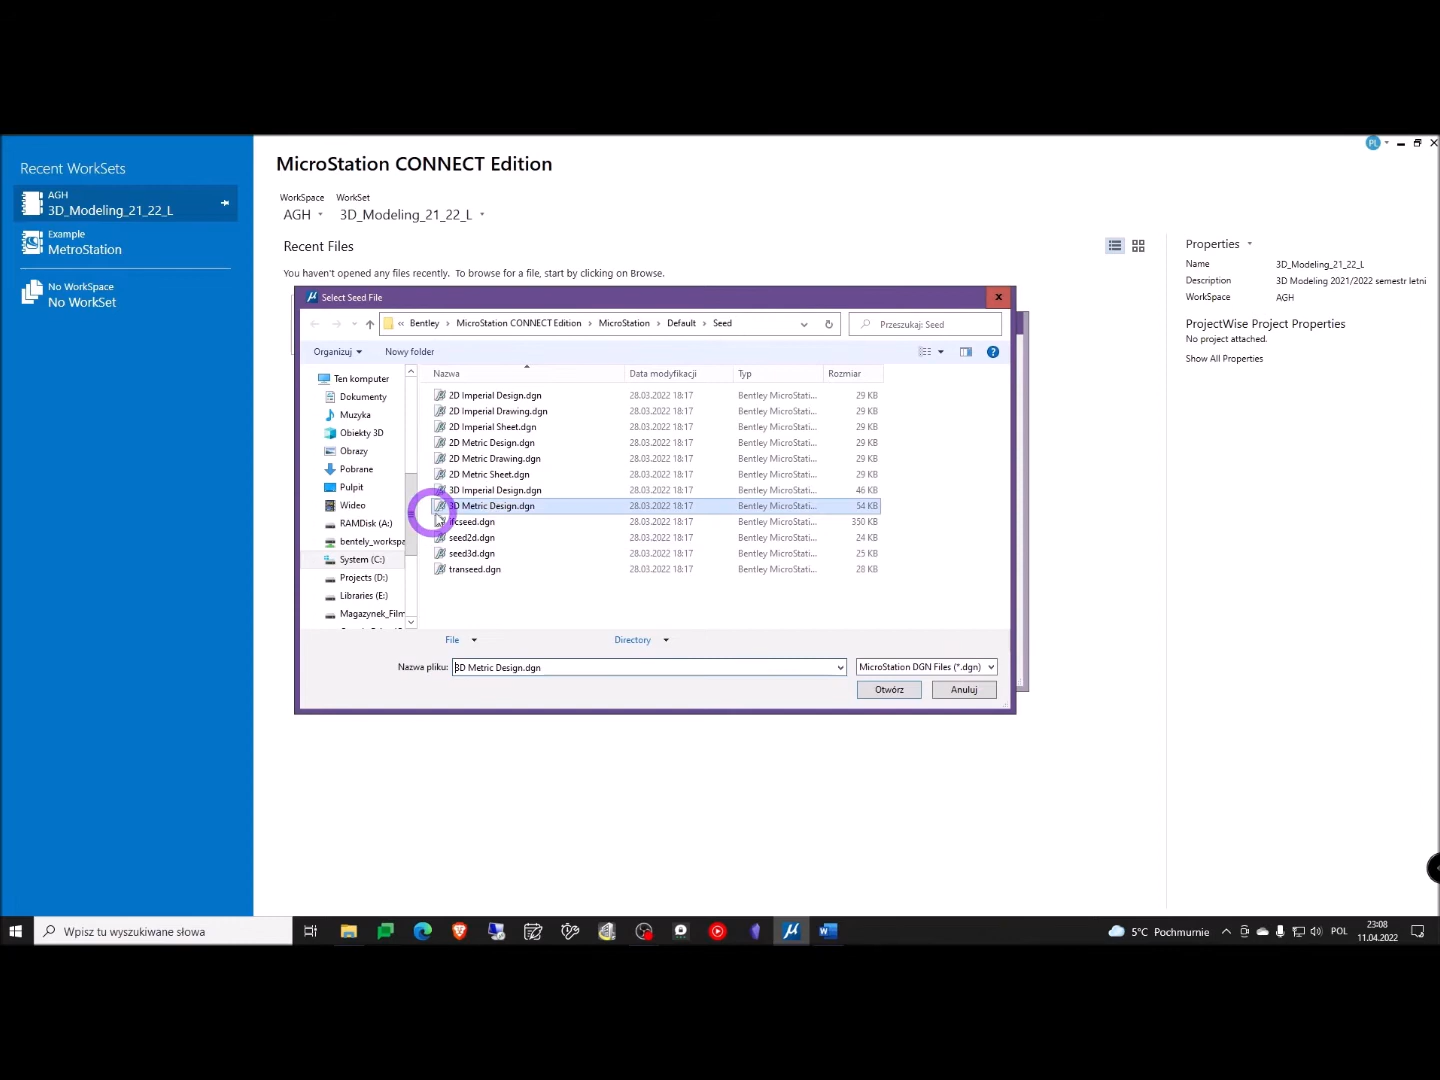 Recent WorkSets
AGH
3D_Modeling_21_22_L
Example
MetroStation
No WorkSpace
No WorkSet
MicroStation CONNECT Edition
WorkSpace WorkSet
AGH 3D_Modeling_21_22_L
Recent Files
You haven't opened any files recently. To browse for a file, start by clicking on Browse.
PL
Properties
Name 3D_Modeling_21_22_L
Description 3D Modeling 2021/2022 semestr letni
WorkSpace AGH
ProjectWise Project Properties
No project attached.
Show All Properties
Select Seed File
« Bentley › MicroStation CONNECT Edition › MicroStation › Default › Seed
Przeszukaj: Seed
Organizuj Nowy folder
Ten komputer
Dokumenty
Muzyka
Obiekty 3D
Obrazy
Pobrane
Pulpit
Wideo
RAMDisk (A:)
bentely_workspa
System (C:)
Projects (D:)
Libraries (E:)
Magazynek_Film
Nazwa Data modyfikacji Typ Rozmiar
2D Imperial Design.dgn 28.03.2022 18:17 Bentley MicroStati... 29 KB
2D Imperial Drawing.dgn 28.03.2022 18:17 Bentley MicroStati... 29 KB
2D Imperial Sheet.dgn 28.03.2022 18:17 Bentley MicroStati... 29 KB
2D Metric Design.dgn 28.03.2022 18:17 Bentley MicroStati... 29 KB
2D Metric Drawing.dgn 28.03.2022 18:17 Bentley MicroStati... 29 KB
2D Metric Sheet.dgn 28.03.2022 18:17 Bentley MicroStati... 29 KB
3D Imperial Design.dgn 28.03.2022 18:17 Bentley MicroStati... 46 KB
3D Metric Design.dgn 28.03.2022 18:17 Bentley MicroStati... 54 KB
ifcseed.dgn 28.03.2022 18:17 Bentley MicroStati... 350 KB
seed2d.dgn 28.03.2022 18:17 Bentley MicroStati... 24 KB
seed3d.dgn 28.03.2022 18:17 Bentley MicroStati... 25 KB
transeed.dgn 28.03.2022 18:17 Bentley MicroStati... 28 KB
File Directory
Nazwa pliku: 3D Metric Design.dgn MicroStation DGN Files (*.dgn)
Otwórz Anuluj
Wpisz tu wyszukiwane słowa
5°C Pochmurnie
POL
23:08
11.04.2022